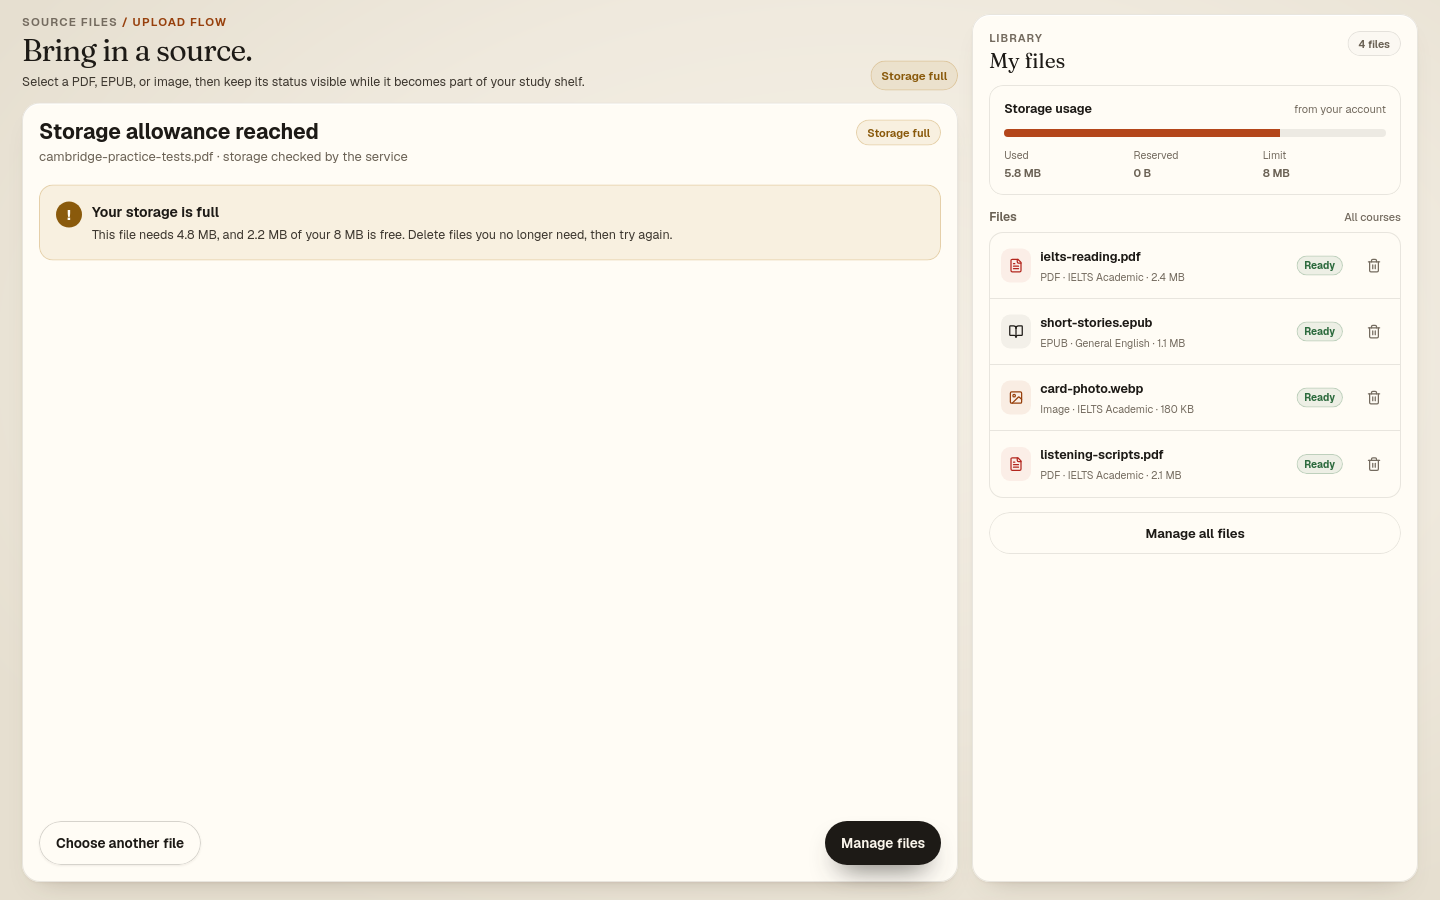 SOURCE FILES / UPLOAD FLOW
Bring in a source.
Select a PDF, EPUB, or image, then keep its status visible while it becomes part of your study shelf.
Storage full
Storage allowance reached
cambridge-practice-tests.pdf · storage checked by the service
Storage full
!
Your storage is full
This file needs 4.8 MB, and 2.2 MB of your 8 MB is free. Delete files you no longer need, then try again.
Choose another file
Manage files
LIBRARY
My files
4 files
Storage usage
from your account
Used
Reserved
Limit
5.8 MB
0 B
8 MB
Files
All courses
ielts-reading.pdf
PDF · IELTS Academic · 2.4 MB
Ready
short-stories.epub
EPUB · General English · 1.1 MB
Ready
card-photo.webp
Image · IELTS Academic · 180 KB
Ready
listening-scripts.pdf
PDF · IELTS Academic · 2.1 MB
Ready
Manage all files